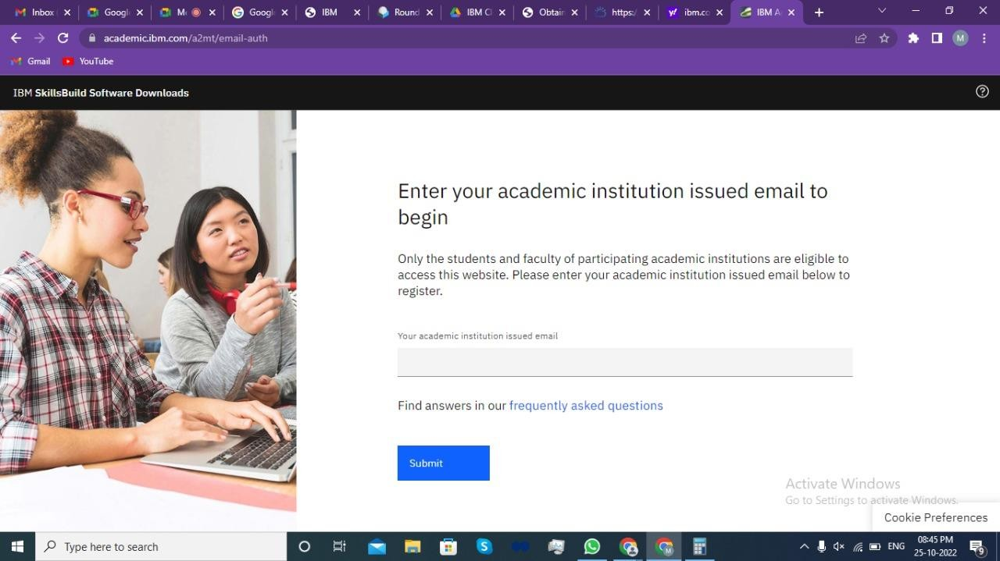 Inbox
Google
Me
Google
IBM
Round
IBM Cl
Obtain
https:/
ibm.co
IBM A
academic.ibm.com/a2mt/email-auth
M
Gmail
YouTube
IBM SkillsBuild Software Downloads
Enter your academic institution issued email to
begin
Only the students and faculty of participating academic institutions are eligible to
access this website. Please enter your academic institution issued email below to
register.
Your academic institution issued email
Find answers in our frequently asked questions
Submit
Activate Windows
Go to Settings to activate Windows.
Cookie Preferences
Type here to search
ENG
08:45 PM
25-10-2022
9